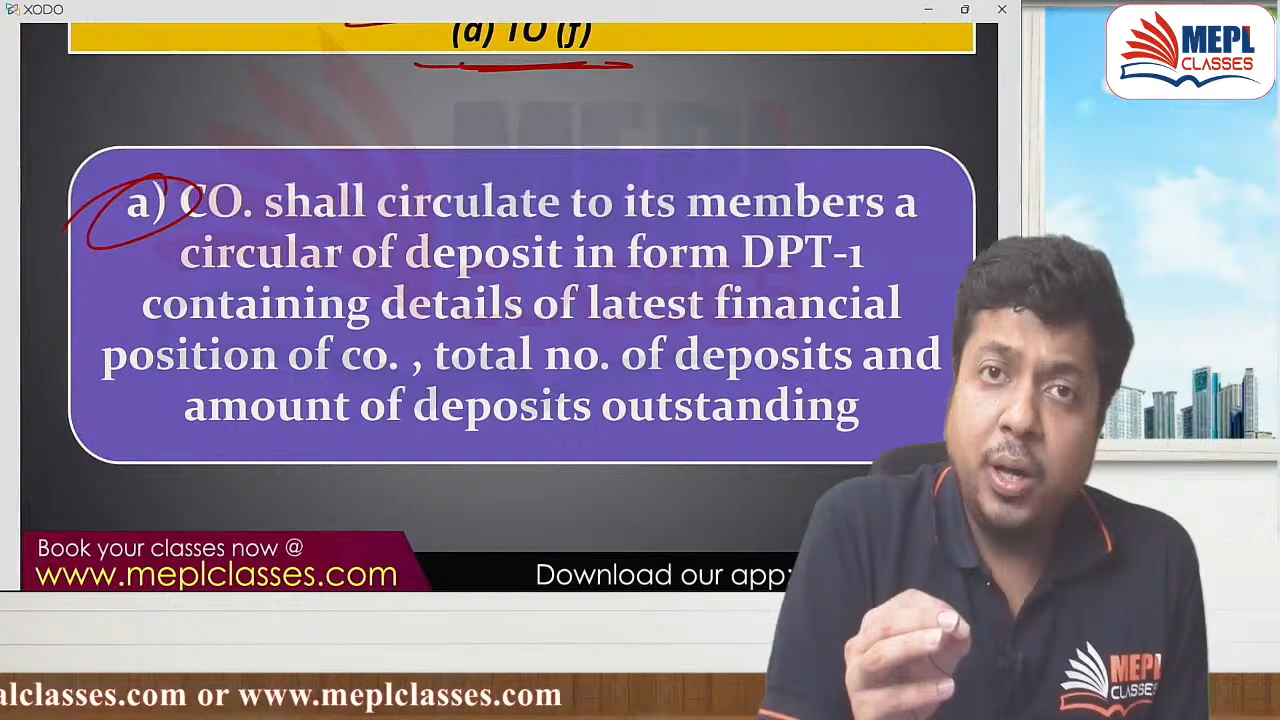 XODO
(a) TO (f)
MEPL
CLASSES
a) CO. shall circulate to its members a
circular of deposit in form DPT-1
containing details of latest financial
position of co. , total no. of deposits and
amount of deposits outstanding
Book your classes now @
www.meplclasses.com
Download our app:
MEPL
CLASSES
alclasses.com or www.meplclasses.com